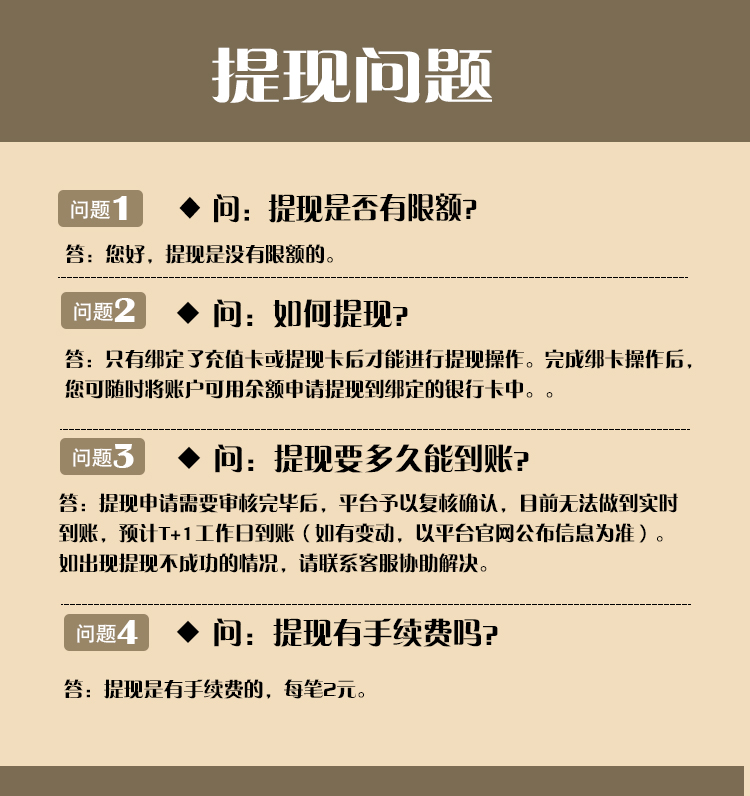 提现问题
问题1 ◆ 问：提现是否有限额?
答：您好，提现是没有限额的。
问题2 ◆ 问：如何提现?
答：只有绑定了充值卡或提现卡后才能进行提现操作。完成绑卡操作后，
您可随时将账户可用余额申请提现到绑定的银行卡中。。
问题3 ◆ 问：提现要多久能到账?
答：提现申请需要审核完毕后，平台予以复核确认，目前无法做到实时
到账，预计T+1工作日到账（如有变动，以平台官网公布信息为准）。
如出现提现不成功的情况，请联系客服协助解决。
问题4 ◆ 问：提现有手续费吗?
答：提现是有手续费的，每笔2元。